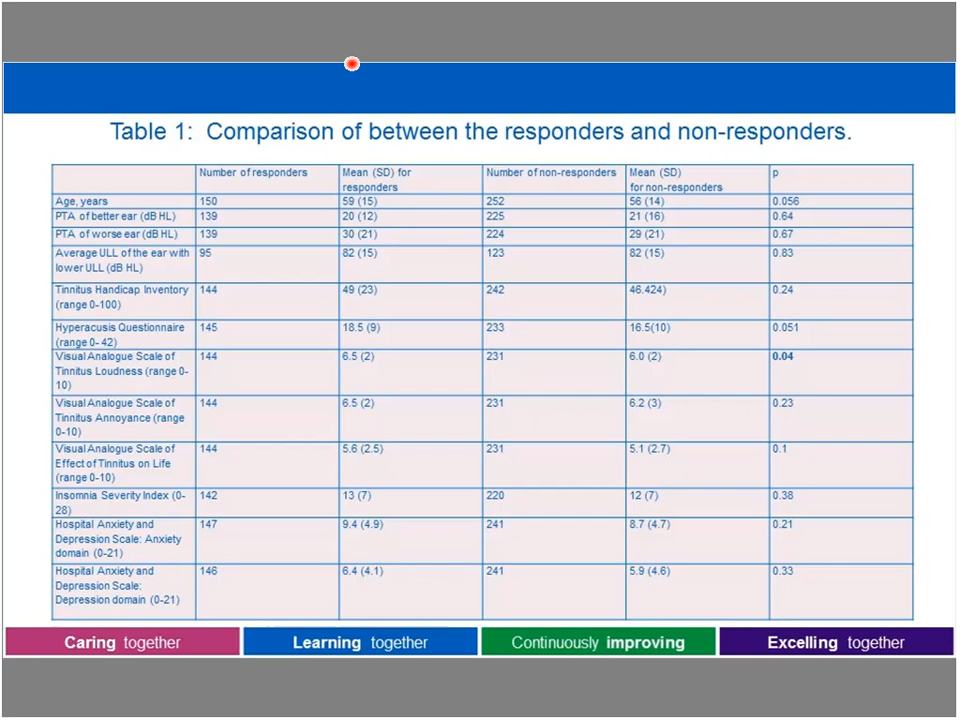 Table 1:  Comparison of between the responders and non-responders.
Number of responders Mean (SD) for Number of non-responders Mean (SD) p
responders for non-responders
Age, years 150 59 (15) 252 56 (14) 0.056
PTA of better ear (dB HL) 139 20 (12) 225 21 (16) 0.64
PTA of worse ear (dB HL) 139 30 (21) 224 29 (21) 0.67
Average ULL of the ear with 95 82 (15) 123 82 (15) 0.83
lower ULL (dB HL)
Tinnitus Handicap Inventory 144 49 (23) 242 46.424) 0.24
(range 0-100)
Hyperacusis Questionnaire 145 18.5 (9) 233 16.5(10) 0.051
(range 0- 42)
Visual Analogue Scale of 144 6.5 (2) 231 6.0 (2) 0.04
Tinnitus Loudness (range 0-
10)
Visual Analogue Scale of 144 6.5 (2) 231 6.2 (3) 0.23
Tinnitus Annoyance (range
0-10)
Visual Analogue Scale of 144 5.6 (2.5) 231 5.1 (2.7) 0.1
Effect of Tinnitus on Life
(range 0-10)
Insomnia Severity Index (0- 142 13 (7) 220 12 (7) 0.38
28)
Hospital Anxiety and 147 9.4 (4.9) 241 8.7 (4.7) 0.21
Depression Scale: Anxiety
domain (0-21)
Hospital Anxiety and 146 6.4 (4.1) 241 5.9 (4.6) 0.33
Depression Scale:
Depression domain (0-21)
Caring together Learning together Continuously improving Excelling together